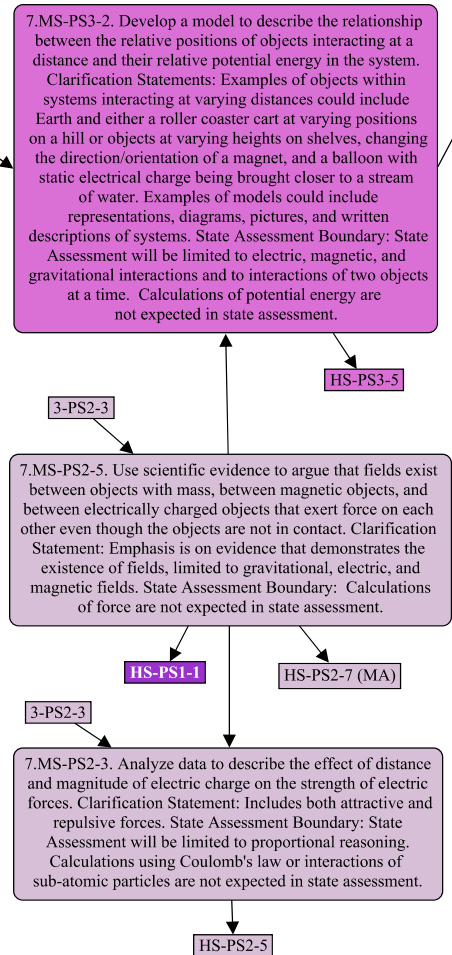 7.MS-PS3-2. Develop a model to describe the relationship
between the relative positions of objects interacting at a
distance and their relative potential energy in the system.
Clarification Statements: Examples of objects within
systems interacting at varying distances could include
Earth and either a roller coaster cart at varying positions
on a hill or objects at varying heights on shelves, changing
the direction/orientation of a magnet, and a balloon with
static electrical charge being brought closer to a stream
of water. Examples of models could include
representations, diagrams, pictures, and written
descriptions of systems. State Assessment Boundary: State
Assessment will be limited to electric, magnetic, and
gravitational interactions and to interactions of two objects
at a time. Calculations of potential energy are
not expected in state assessment.
HS-PS3-5
3-PS2-3
7.MS-PS2-5. Use scientific evidence to argue that fields exist
between objects with mass, between magnetic objects, and
between electrically charged objects that exert force on each
other even though the objects are not in contact. Clarification
Statement: Emphasis is on evidence that demonstrates the
existence of fields, limited to gravitational, electric, and
magnetic fields. State Assessment Boundary: Calculations
of force are not expected in state assessment.
HS-PS1-1
HS-PS2-7 (MA)
3-PS2-3
7.MS-PS2-3. Analyze data to describe the effect of distance
and magnitude of electric charge on the strength of electric
forces. Clarification Statement: Includes both attractive and
repulsive forces. State Assessment Boundary: State
Assessment will be limited to proportional reasoning.
Calculations using Coulomb's law or interactions of
sub-atomic particles are not expected in state assessment.
HS-PS2-5